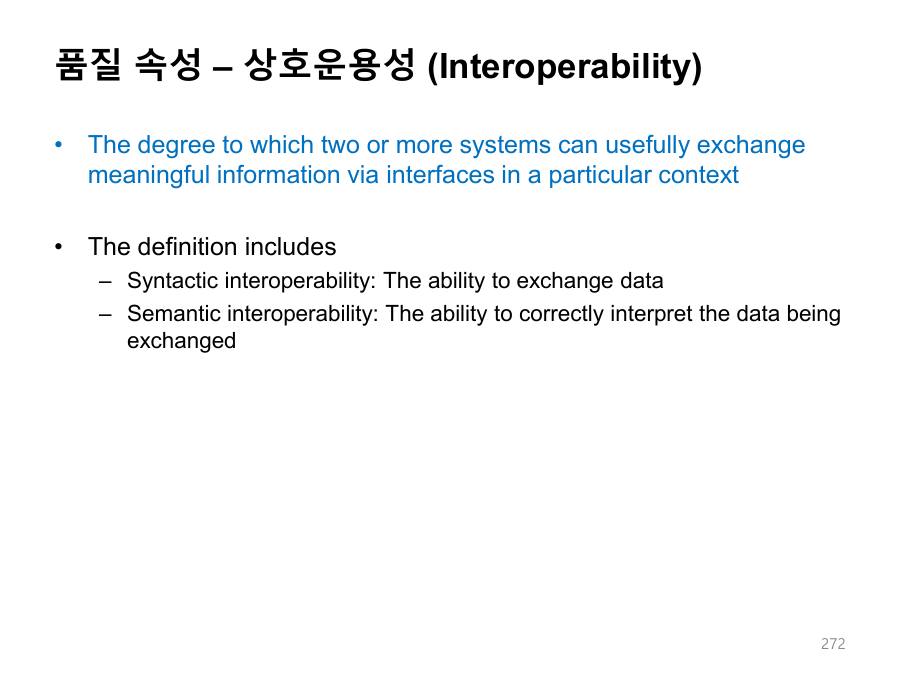 품질 속성 – 상호운용성 (Interoperability)
• The degree to which two or more systems can usefully exchange
meaningful information via interfaces in a particular context
• The definition includes
– Syntactic interoperability: The ability to exchange data
– Semantic interoperability: The ability to correctly interpret the data being
exchanged
272